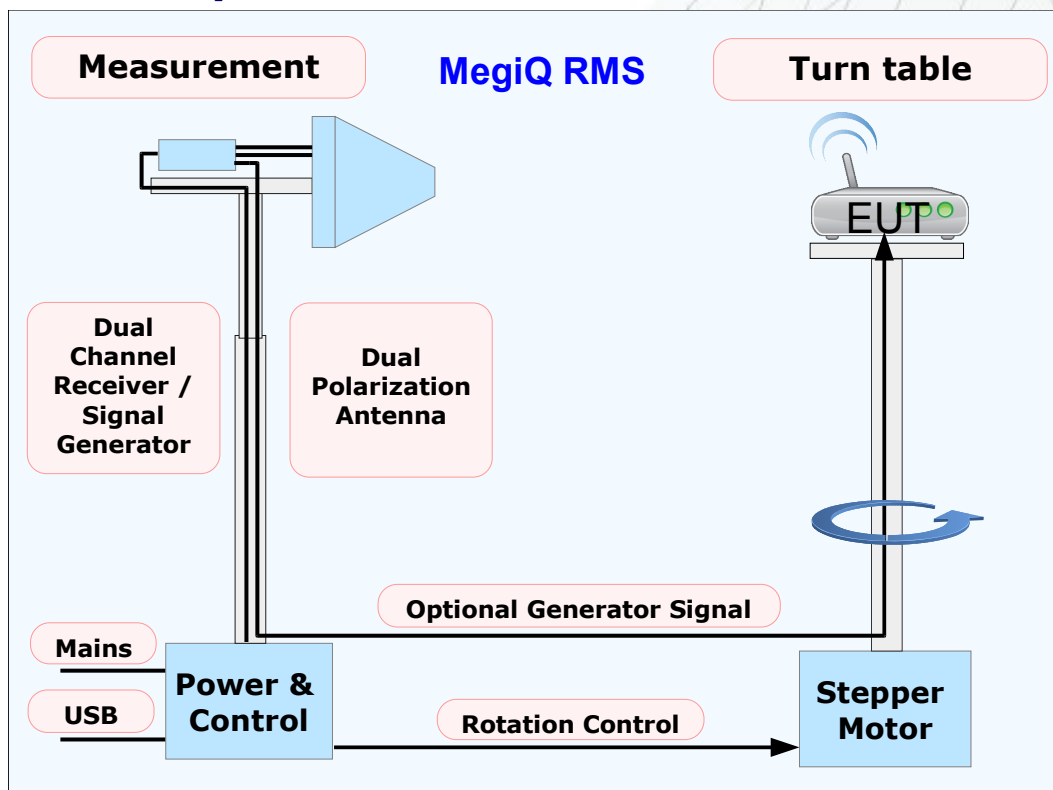 Measurement
MegiQ RMS
Turn table
EUT
Dual
Channel
Receiver /
Signal
Generator
Dual
Polarization
Antenna
Optional Generator Signal
Mains
USB
Power &
Control
Rotation Control
Stepper
Motor